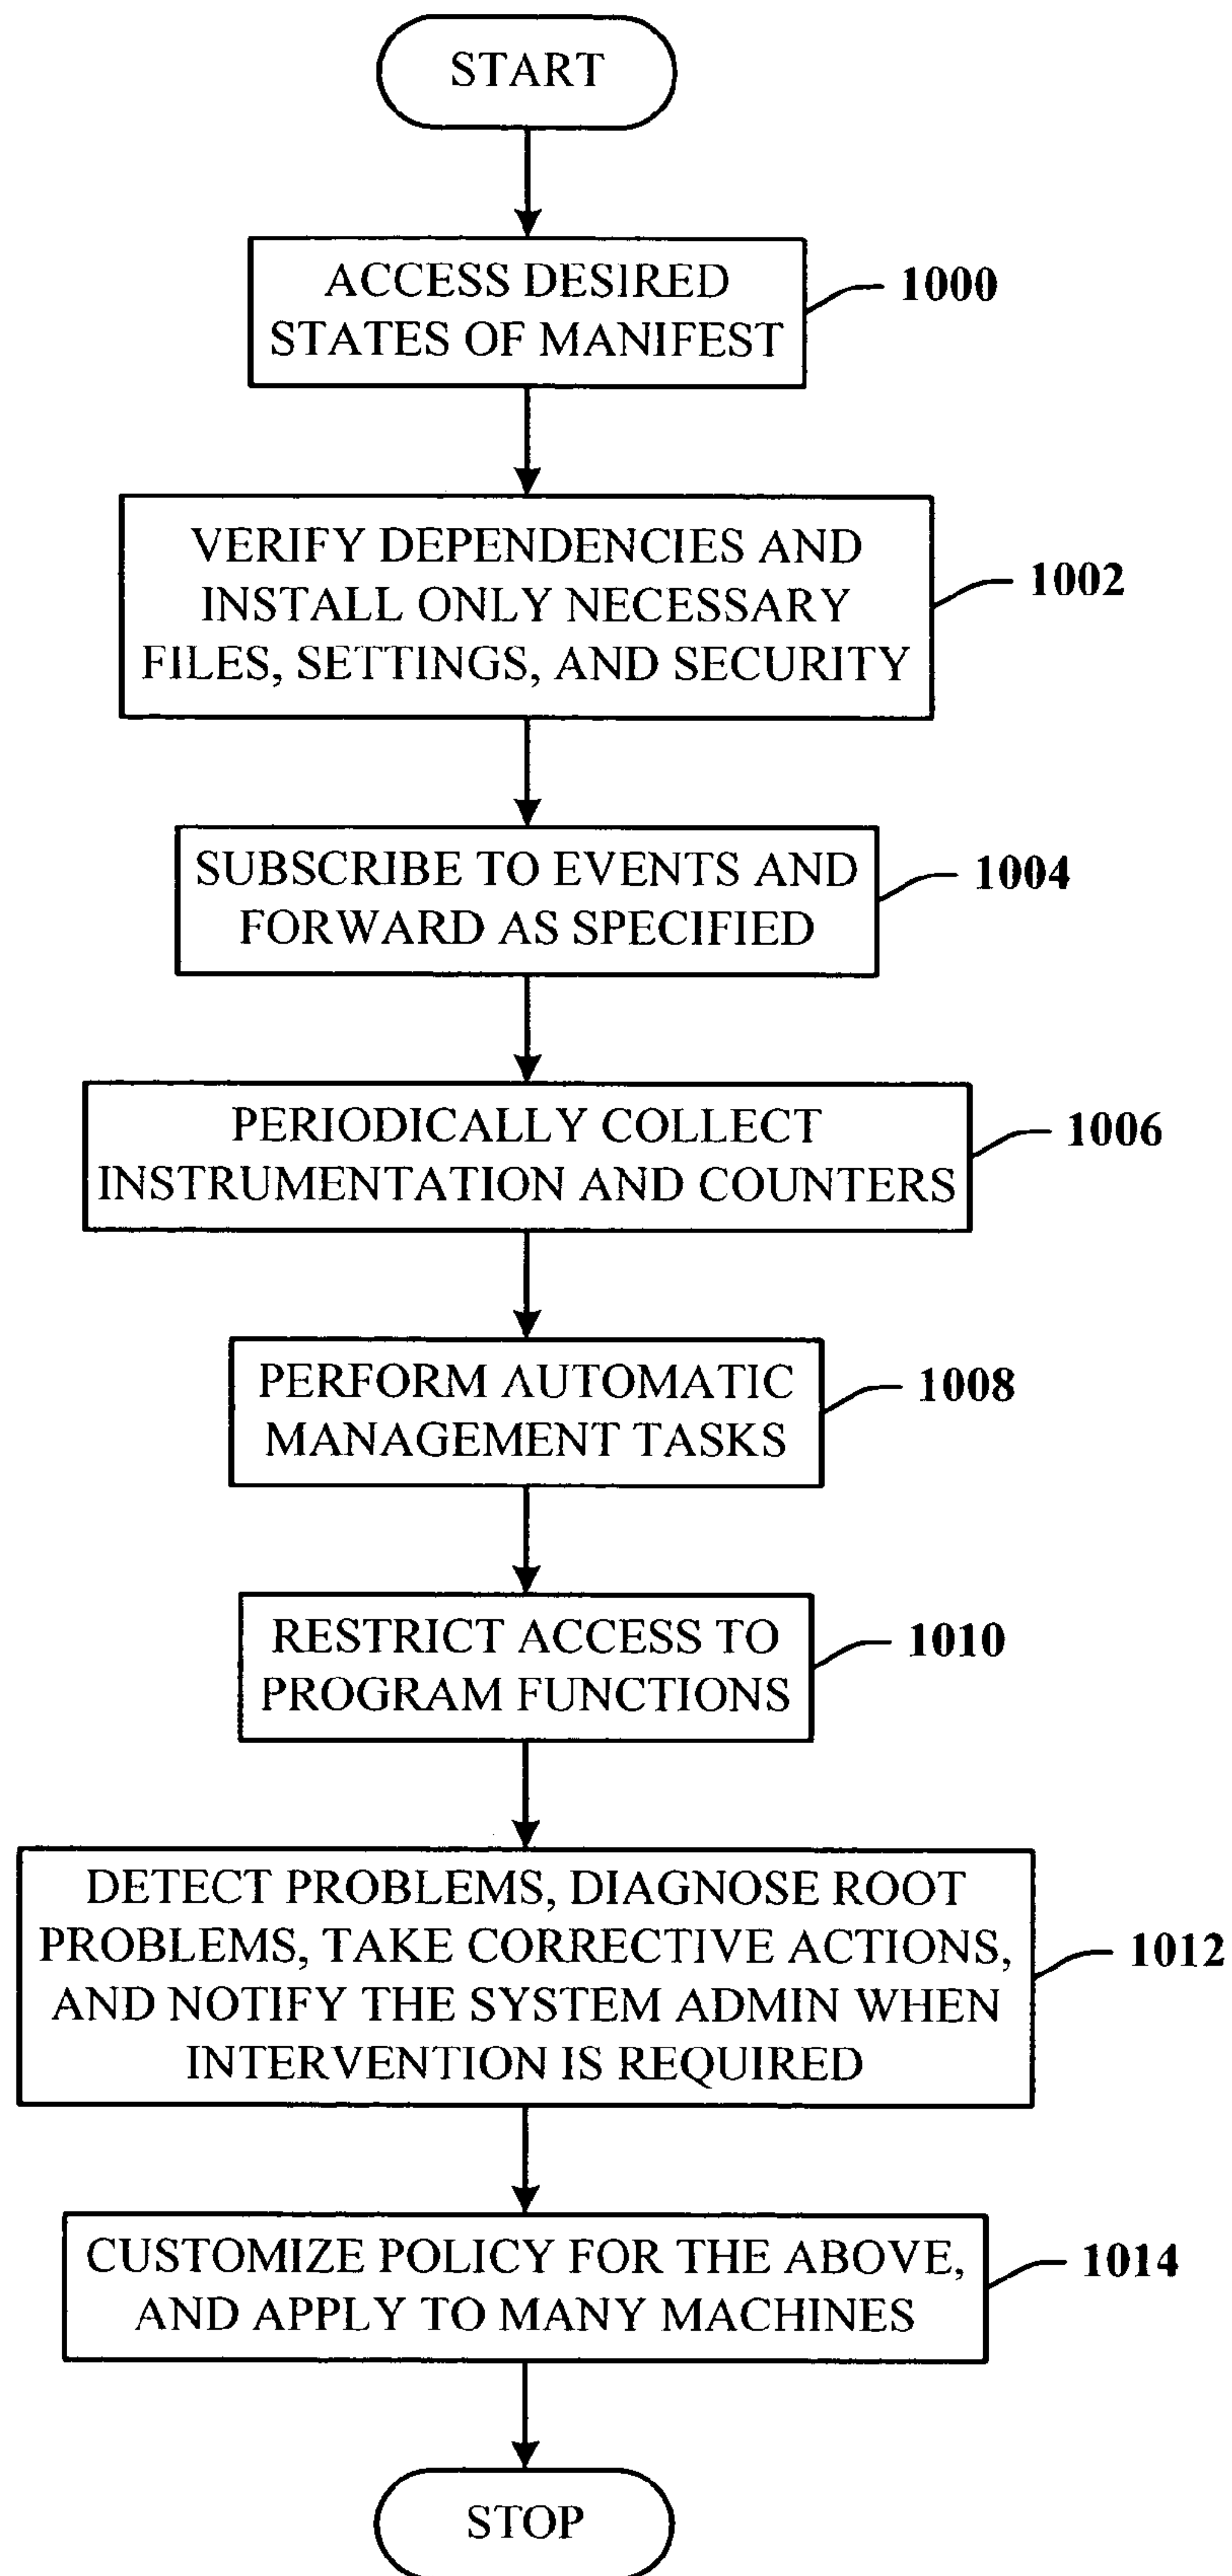 START
ACCESS DESIRED
STATES OF MANIFEST
1000
VERIFY DEPENDENCIES AND
INSTALL ONLY NECESSARY
FILES, SETTINGS, AND SECURITY
1002
SUBSCRIBE TO EVENTS AND
FORWARD AS SPECIFIED
1004
PERIODICALLY COLLECT
INSTRUMENTATION AND COUNTERS
1006
PERFORM AUTOMATIC
MANAGEMENT TASKS
1008
RESTRICT ACCESS TO
PROGRAM FUNCTIONS
1010
DETECT PROBLEMS, DIAGNOSE ROOT
PROBLEMS, TAKE CORRECTIVE ACTIONS,
AND NOTIFY THE SYSTEM ADMIN WHEN
INTERVENTION IS REQUIRED
1012
CUSTOMIZE POLICY FOR THE ABOVE,
AND APPLY TO MANY MACHINES
1014
STOP